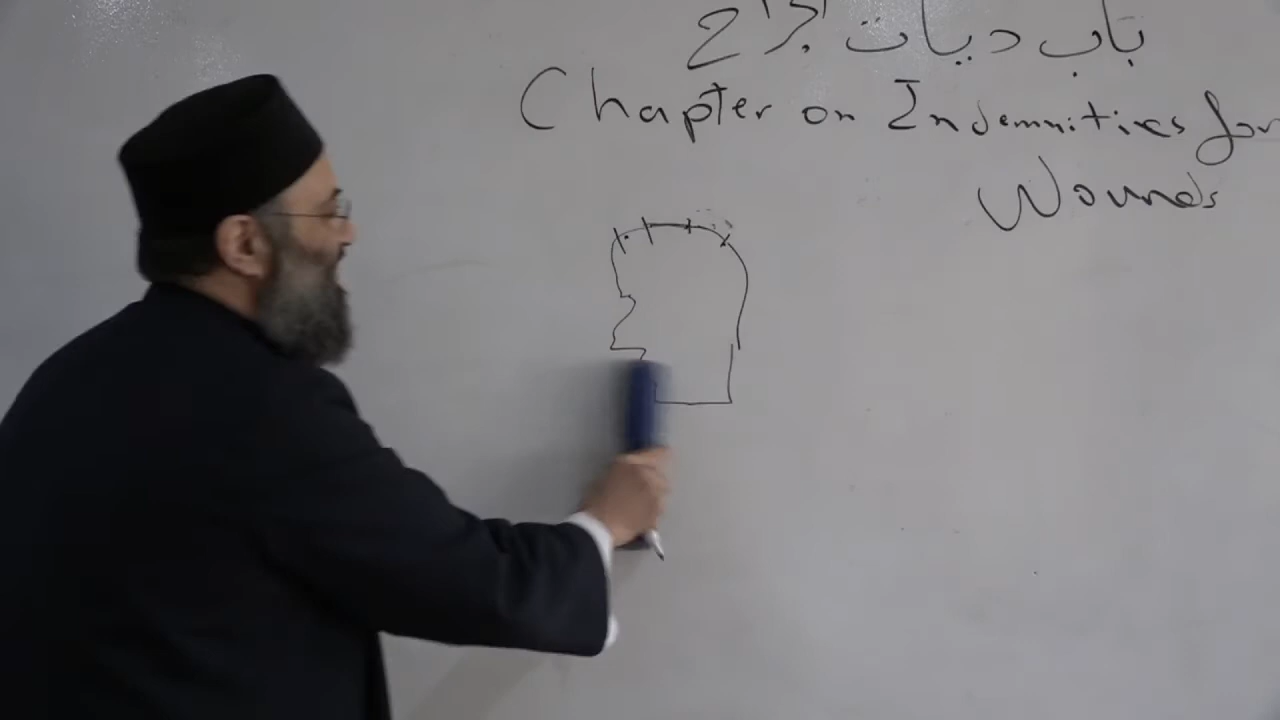 باب ديات الجراح
Chapter on Indemnities for
Wounds